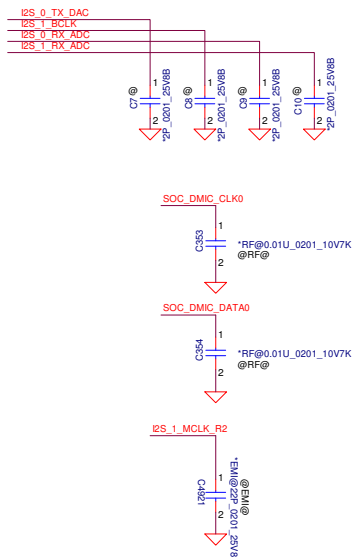 I2S_0_TX_DAC
I2S_1_BCLK
I2S_0_RX_ADC
I2S_1_RX_ADC
1
C7
@
2
*2P_0201_25V8B
1
C8
@
2
*2P_0201_25V8B
1
C9
@
2
*2P_0201_25V8B
1
C10
@
2
*2P_0201_25V8B
SOC_DMIC_CLK0
1
C353
*RF@0.01U_0201_10V7K
@RF@
2
SOC_DMIC_DATA0
1
C354
*RF@0.01U_0201_10V7K
@RF@
2
I2S_1_MCLK_R2
1
C4921
*EMI@22P_0201_25V8
@EMI@
2